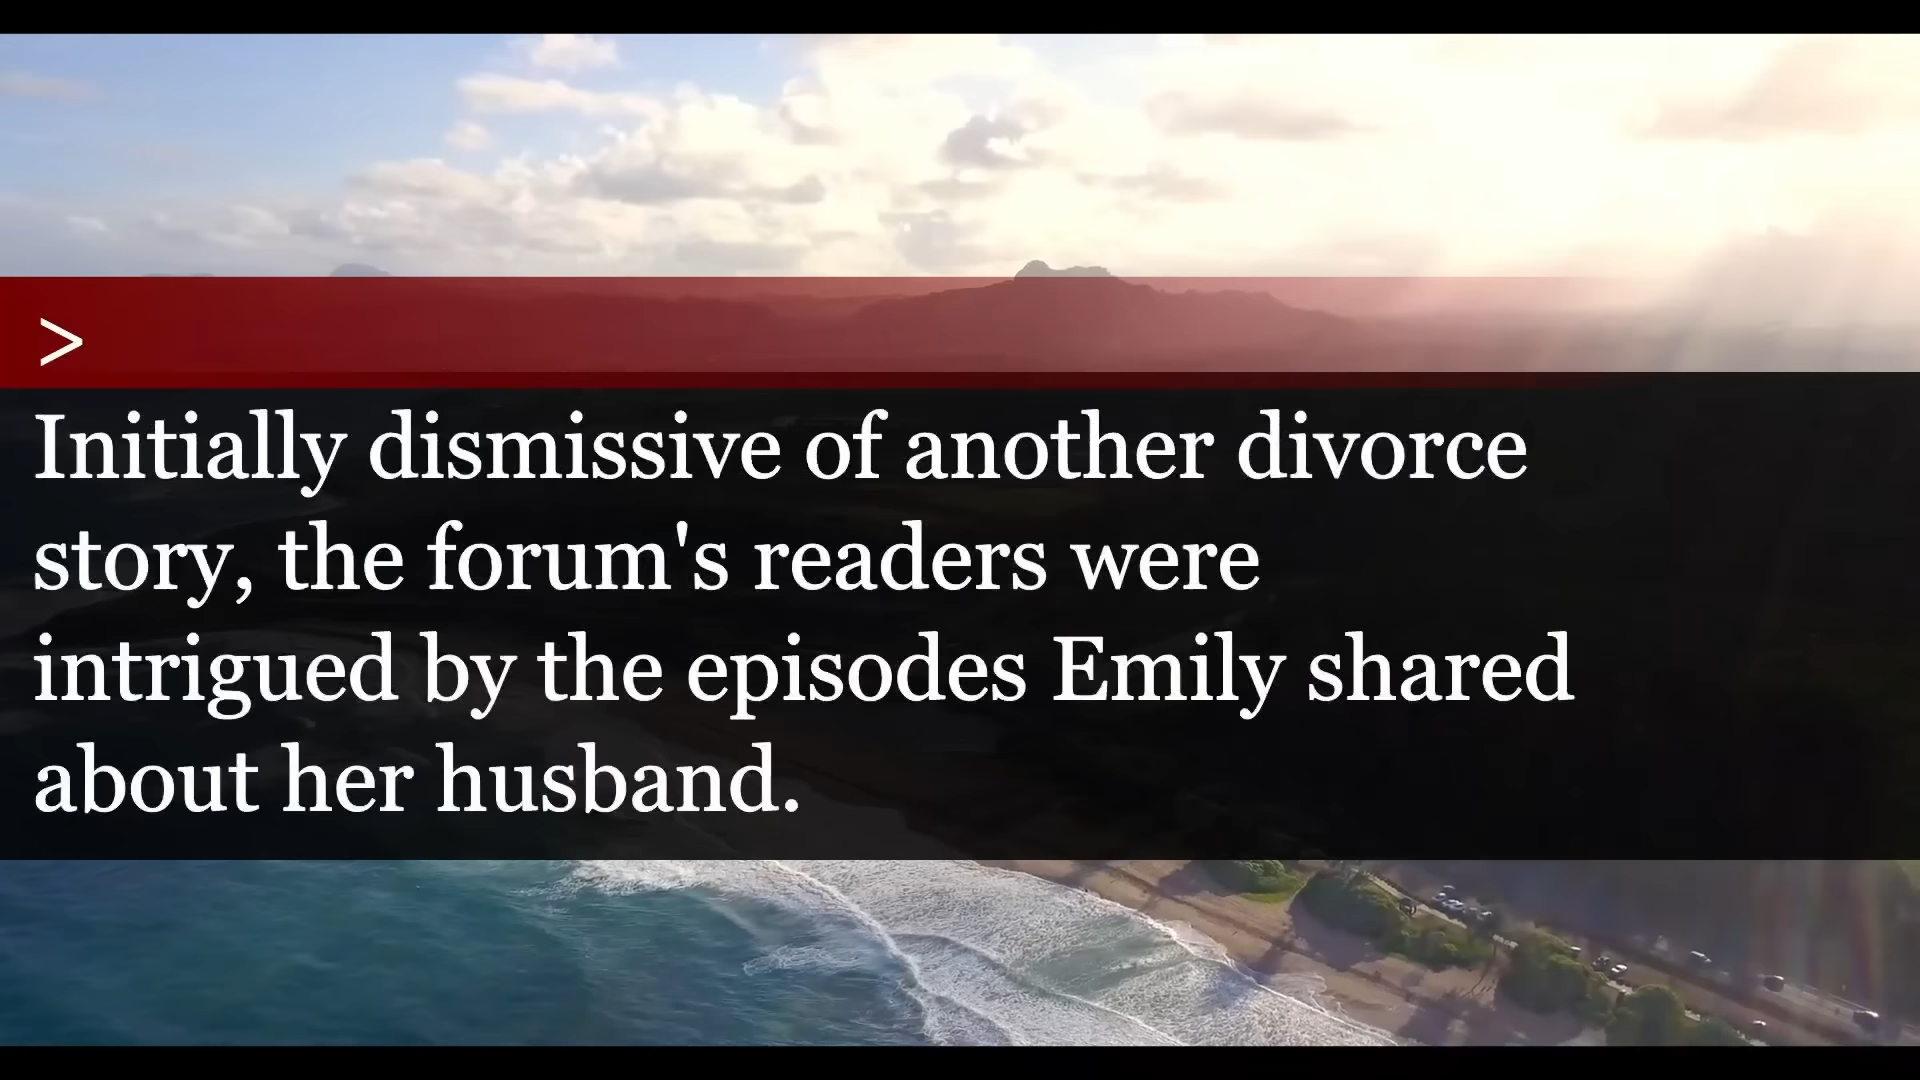 >
Initially dismissive of another divorce
story, the forum's readers were
intrigued by the episodes Emily shared
about her husband.